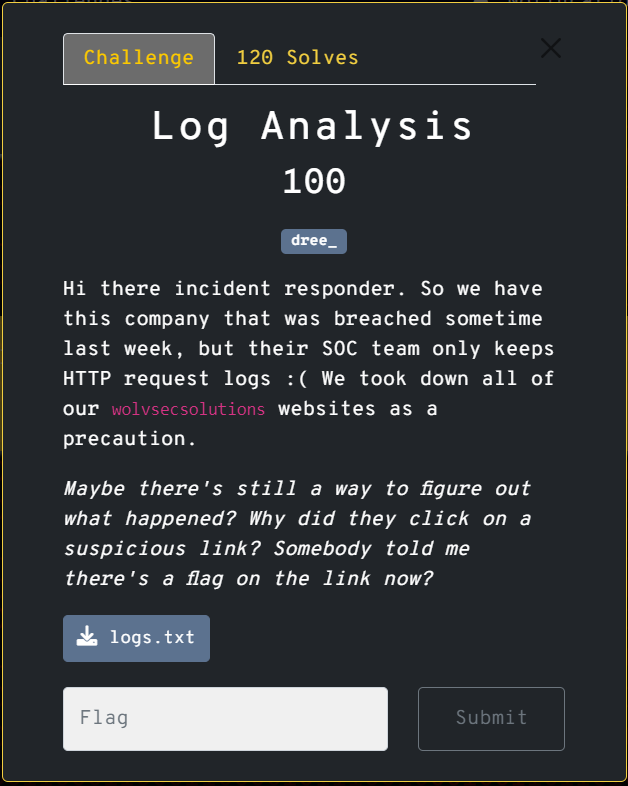 Challenge
120 Solves
Log Analysis
100
dree_
Hi there incident responder. So we have
this company that was breached sometime
last week, but their SOC team only keeps
HTTP request logs :( We took down all of
our wolvsecsolutions websites as a
precaution.
Maybe there's still a way to figure out
what happened? Why did they click on a
suspicious link? Somebody told me
there's a flag on the link now?
logs.txt
Flag
Submit